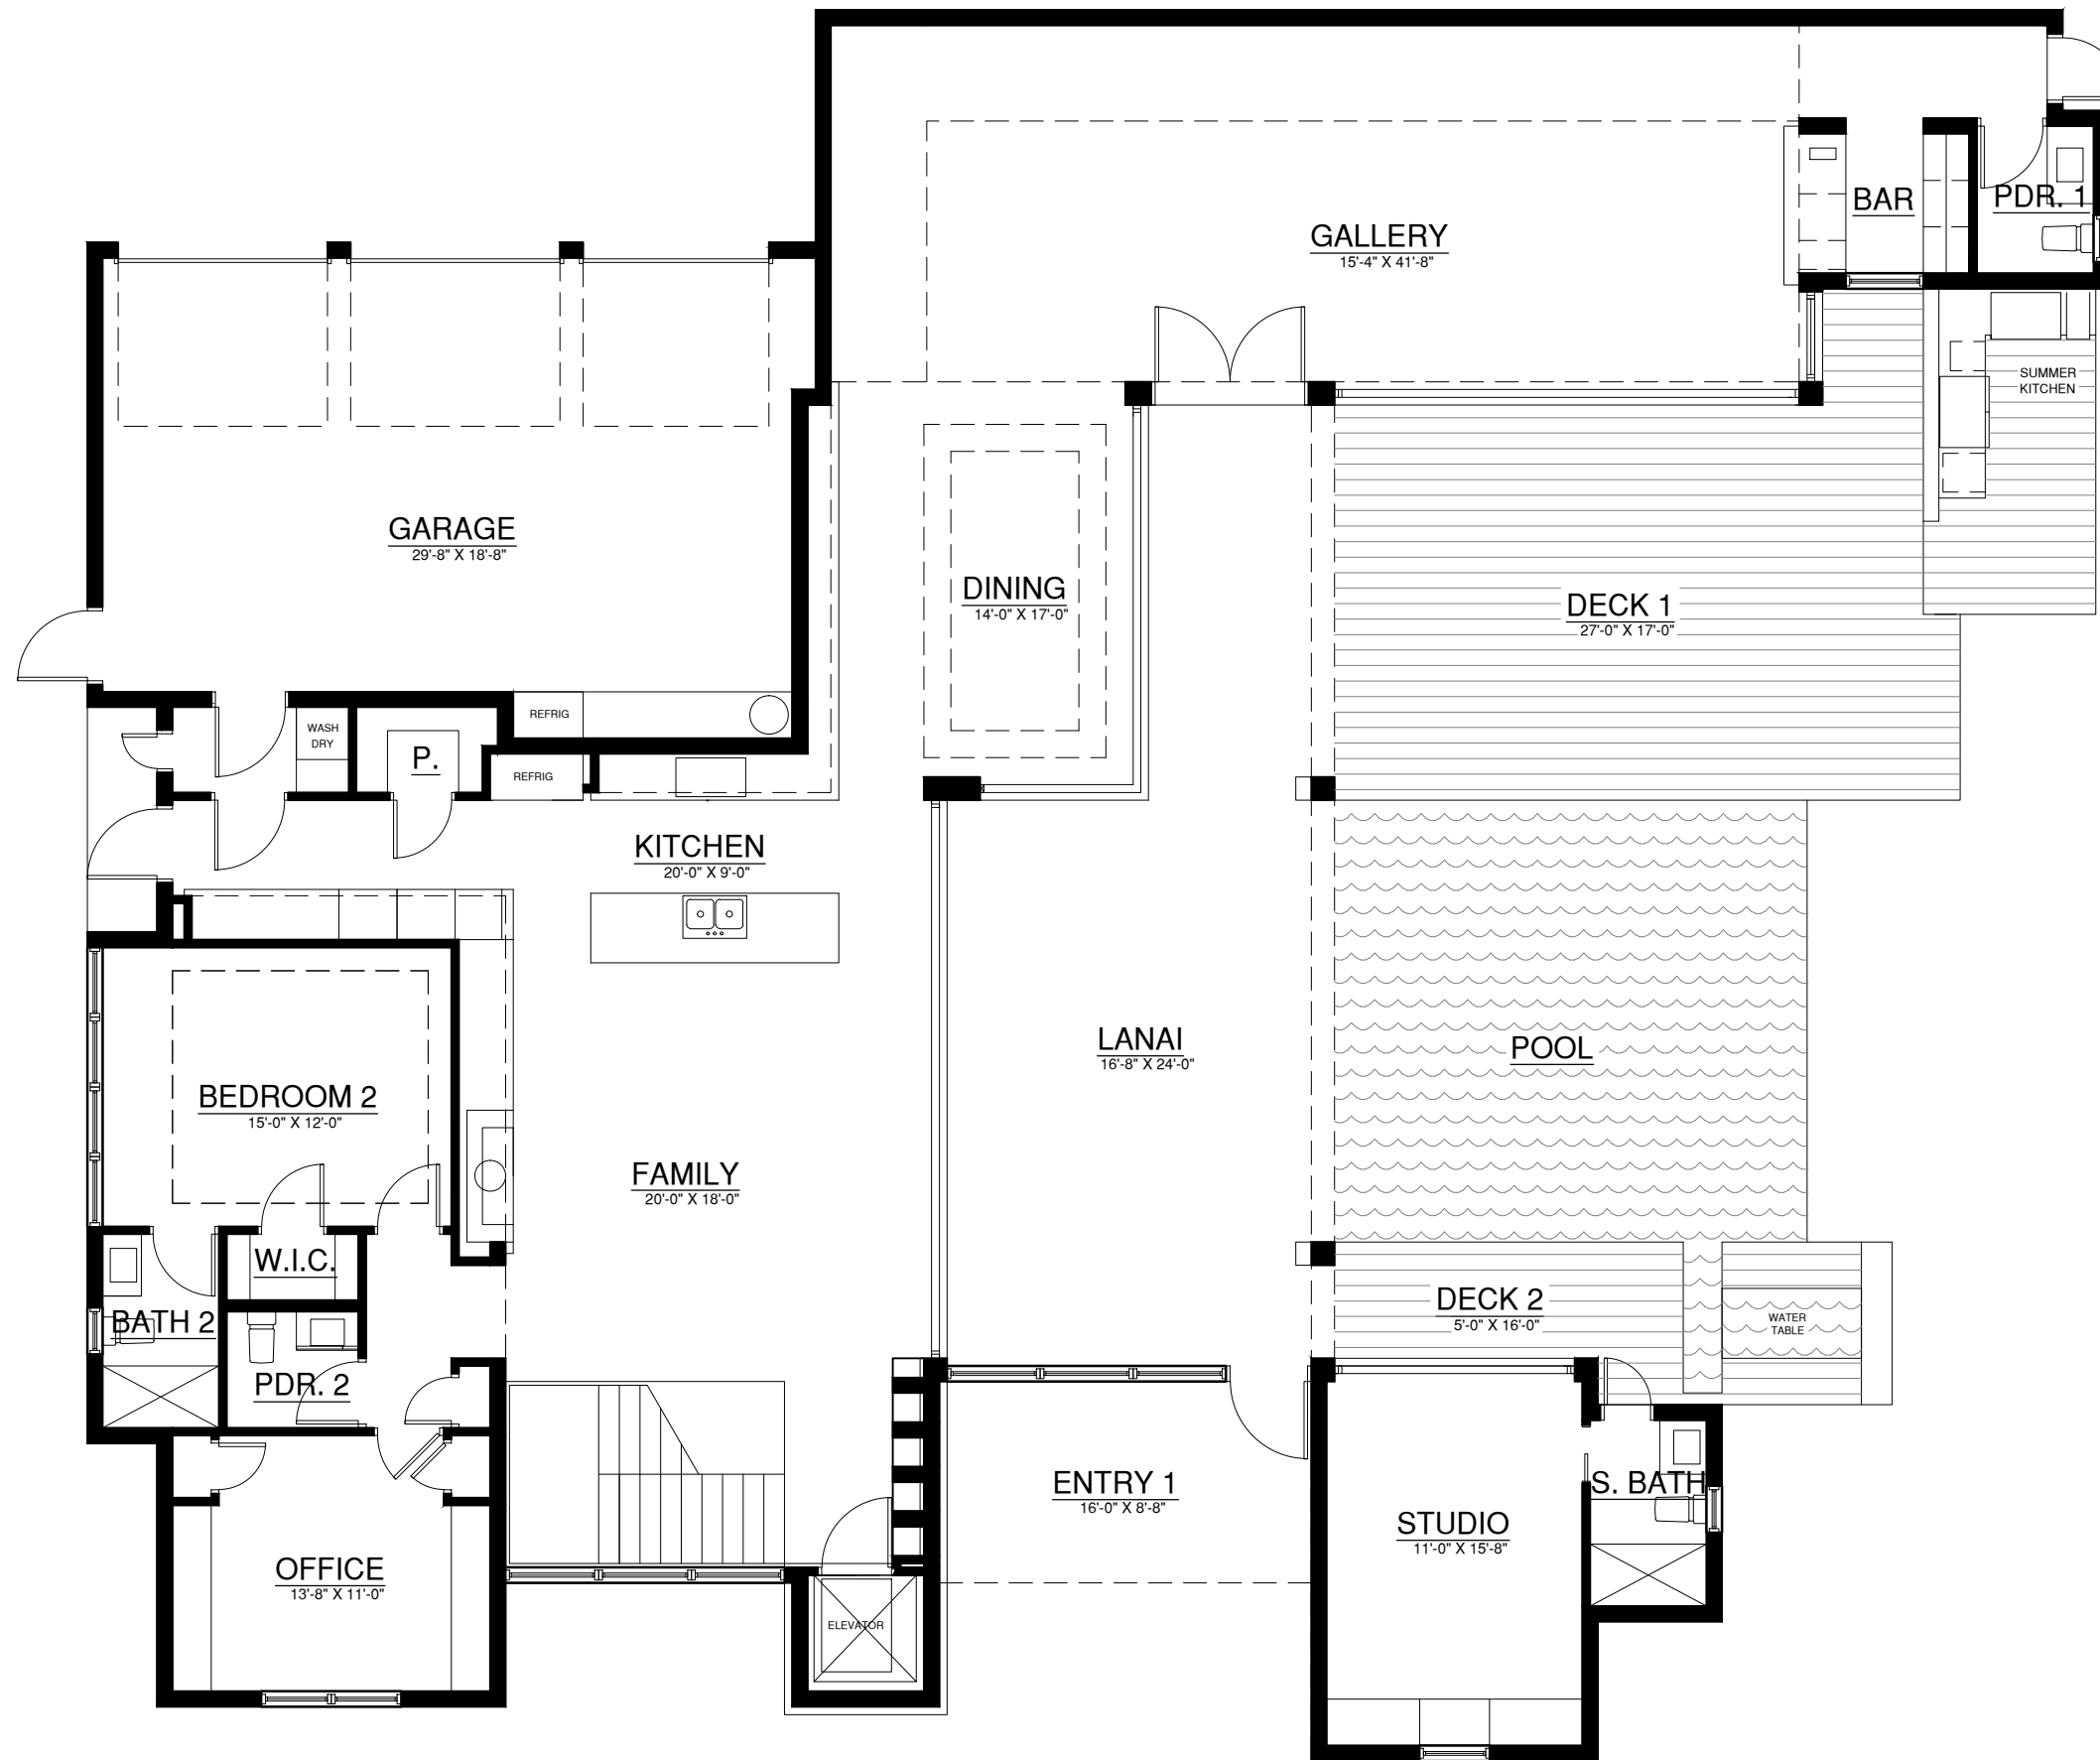 BAR
PDR. 1
GALLERY
15'-4" X 41'-8"
SUMMER
KITCHEN
GARAGE
29'-8" X 18'-8"
DINING
14'-0" X 17'-0"
DECK 1
27'-0" X 17'-0"
REFRIG
WASH
DRY
P.
REFRIG
KITCHEN
20'-0" X 9'-0"
LANAI
16'-8" X 24'-0"
POOL
BEDROOM 2
15'-0" X 12'-0"
FAMILY
20'-0" X 18'-0"
W.I.C.
BATH 2
DECK 2
5'-0" X 16'-0"
WATER
TABLE
PDR. 2
ENTRY 1
16'-0" X 8'-8"
S. BATH
STUDIO
11'-0" X 15'-8"
OFFICE
13'-8" X 11'-0"
ELEVATOR